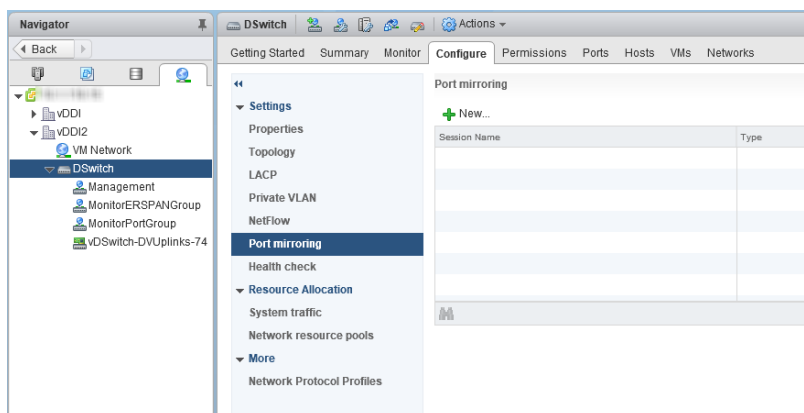 Navigator
DSwitch
Actions
Back
Getting Started Summary Monitor Configure Permissions Ports Hosts VMs Networks
vDDI
vDDI2
VM Network
DSwitch
Management
MonitorERSPANGroup
MonitorPortGroup
vDSwitch-DVUplinks-74
Settings
Properties
Topology
LACP
Private VLAN
NetFlow
Port mirroring
Health check
Resource Allocation
System traffic
Network resource pools
More
Network Protocol Profiles
Port mirroring
New...
Session Name Type